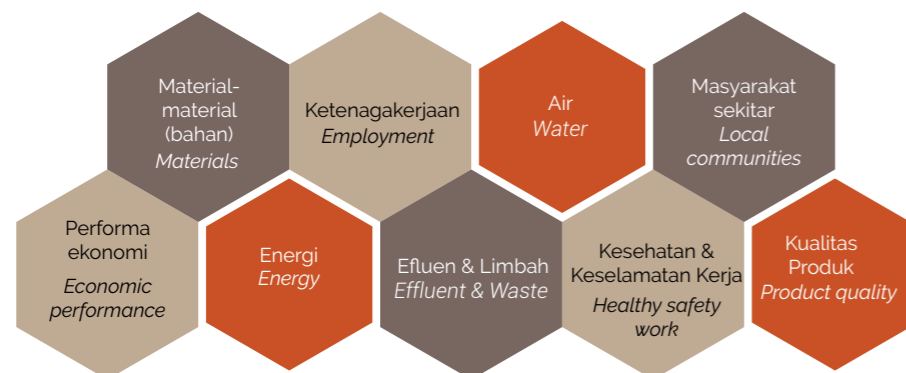 Material-
material
(bahan)
Materials
Ketenagakerjaan
Employment
Air
Water
Masyarakat
sekitar
Local
communities
Performa
ekonomi
Economic
performance
Energi
Energy
Efluen & Limbah
Effluent & Waste
Kesehatan &
Keselamatan Kerja
Healthy safety
work
Kualitas
Produk
Product quality